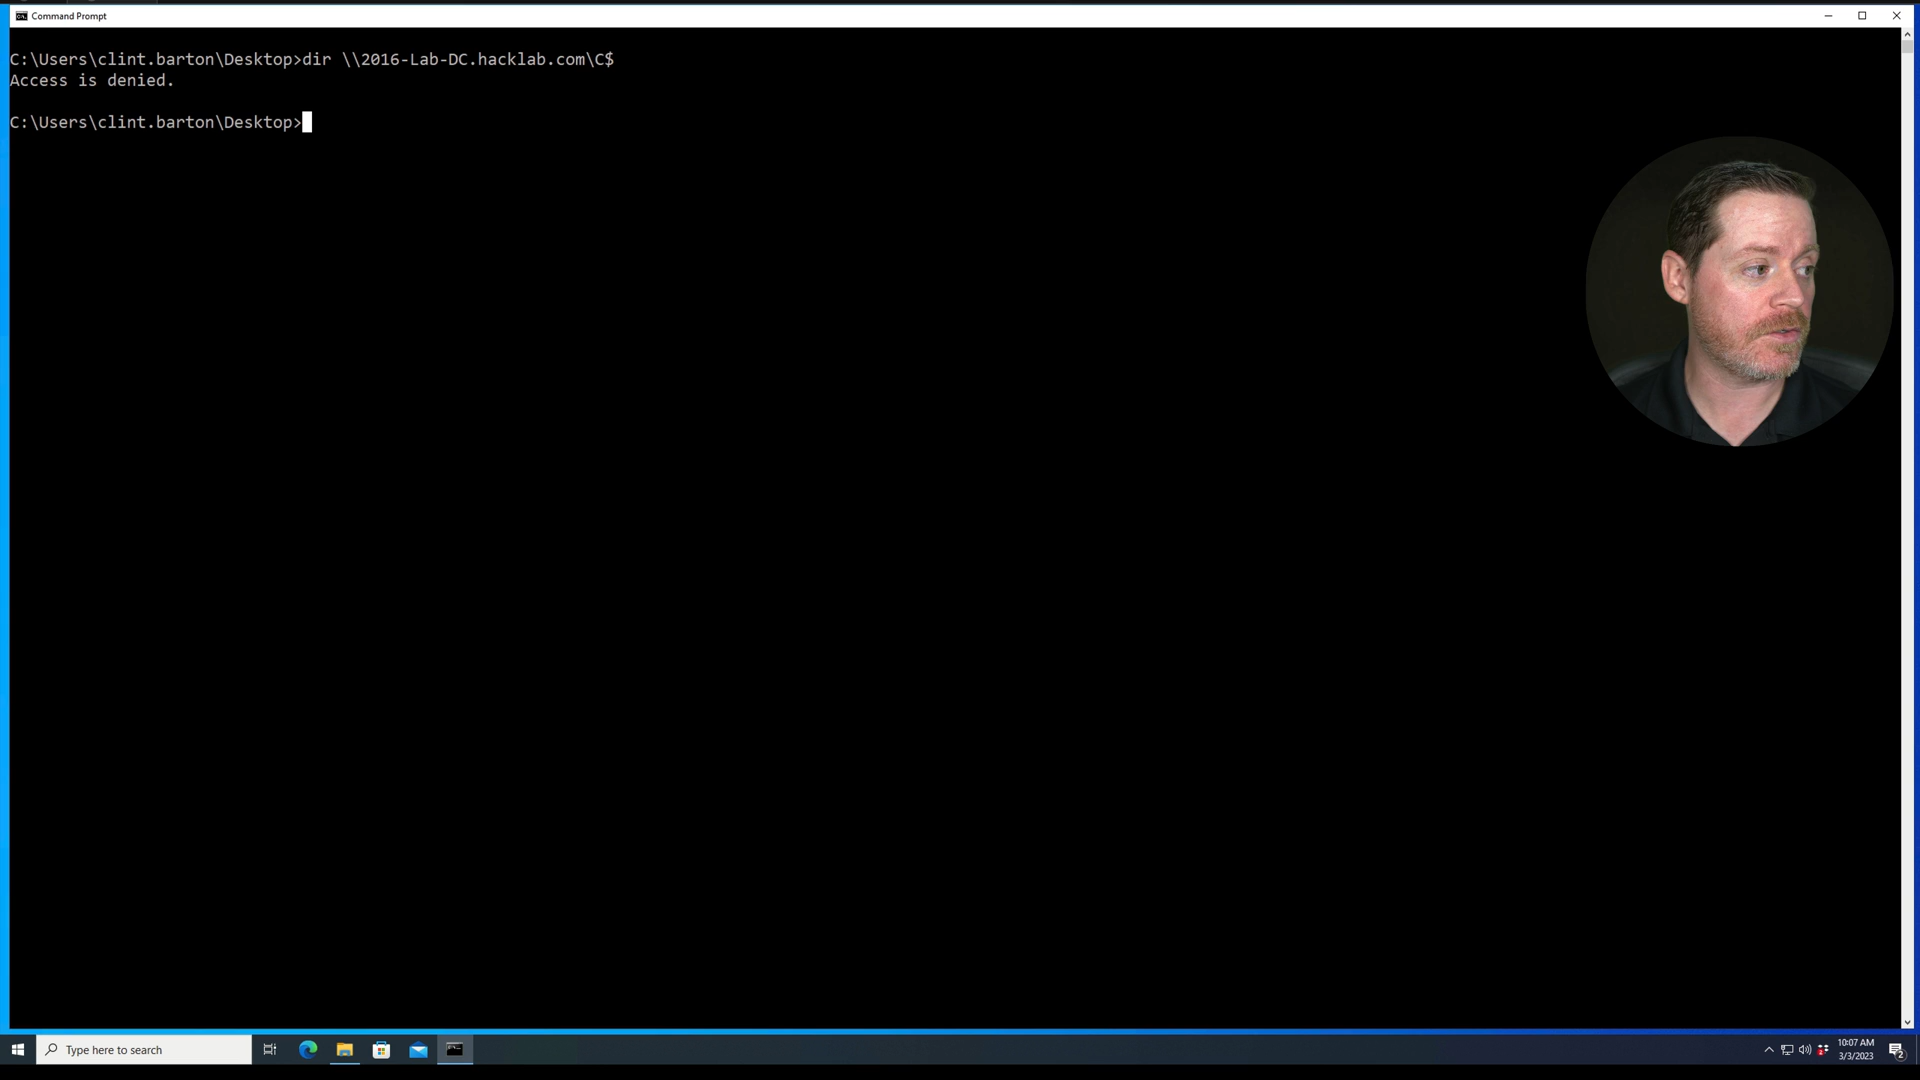 Command Prompt
C:\Users\clint.barton\Desktop>dir \\2016-Lab-DC.hacklab.com\C$
Access is denied.
C:\Users\clint.barton\Desktop>
Type here to search
10:07 AM
3/3/2023
2